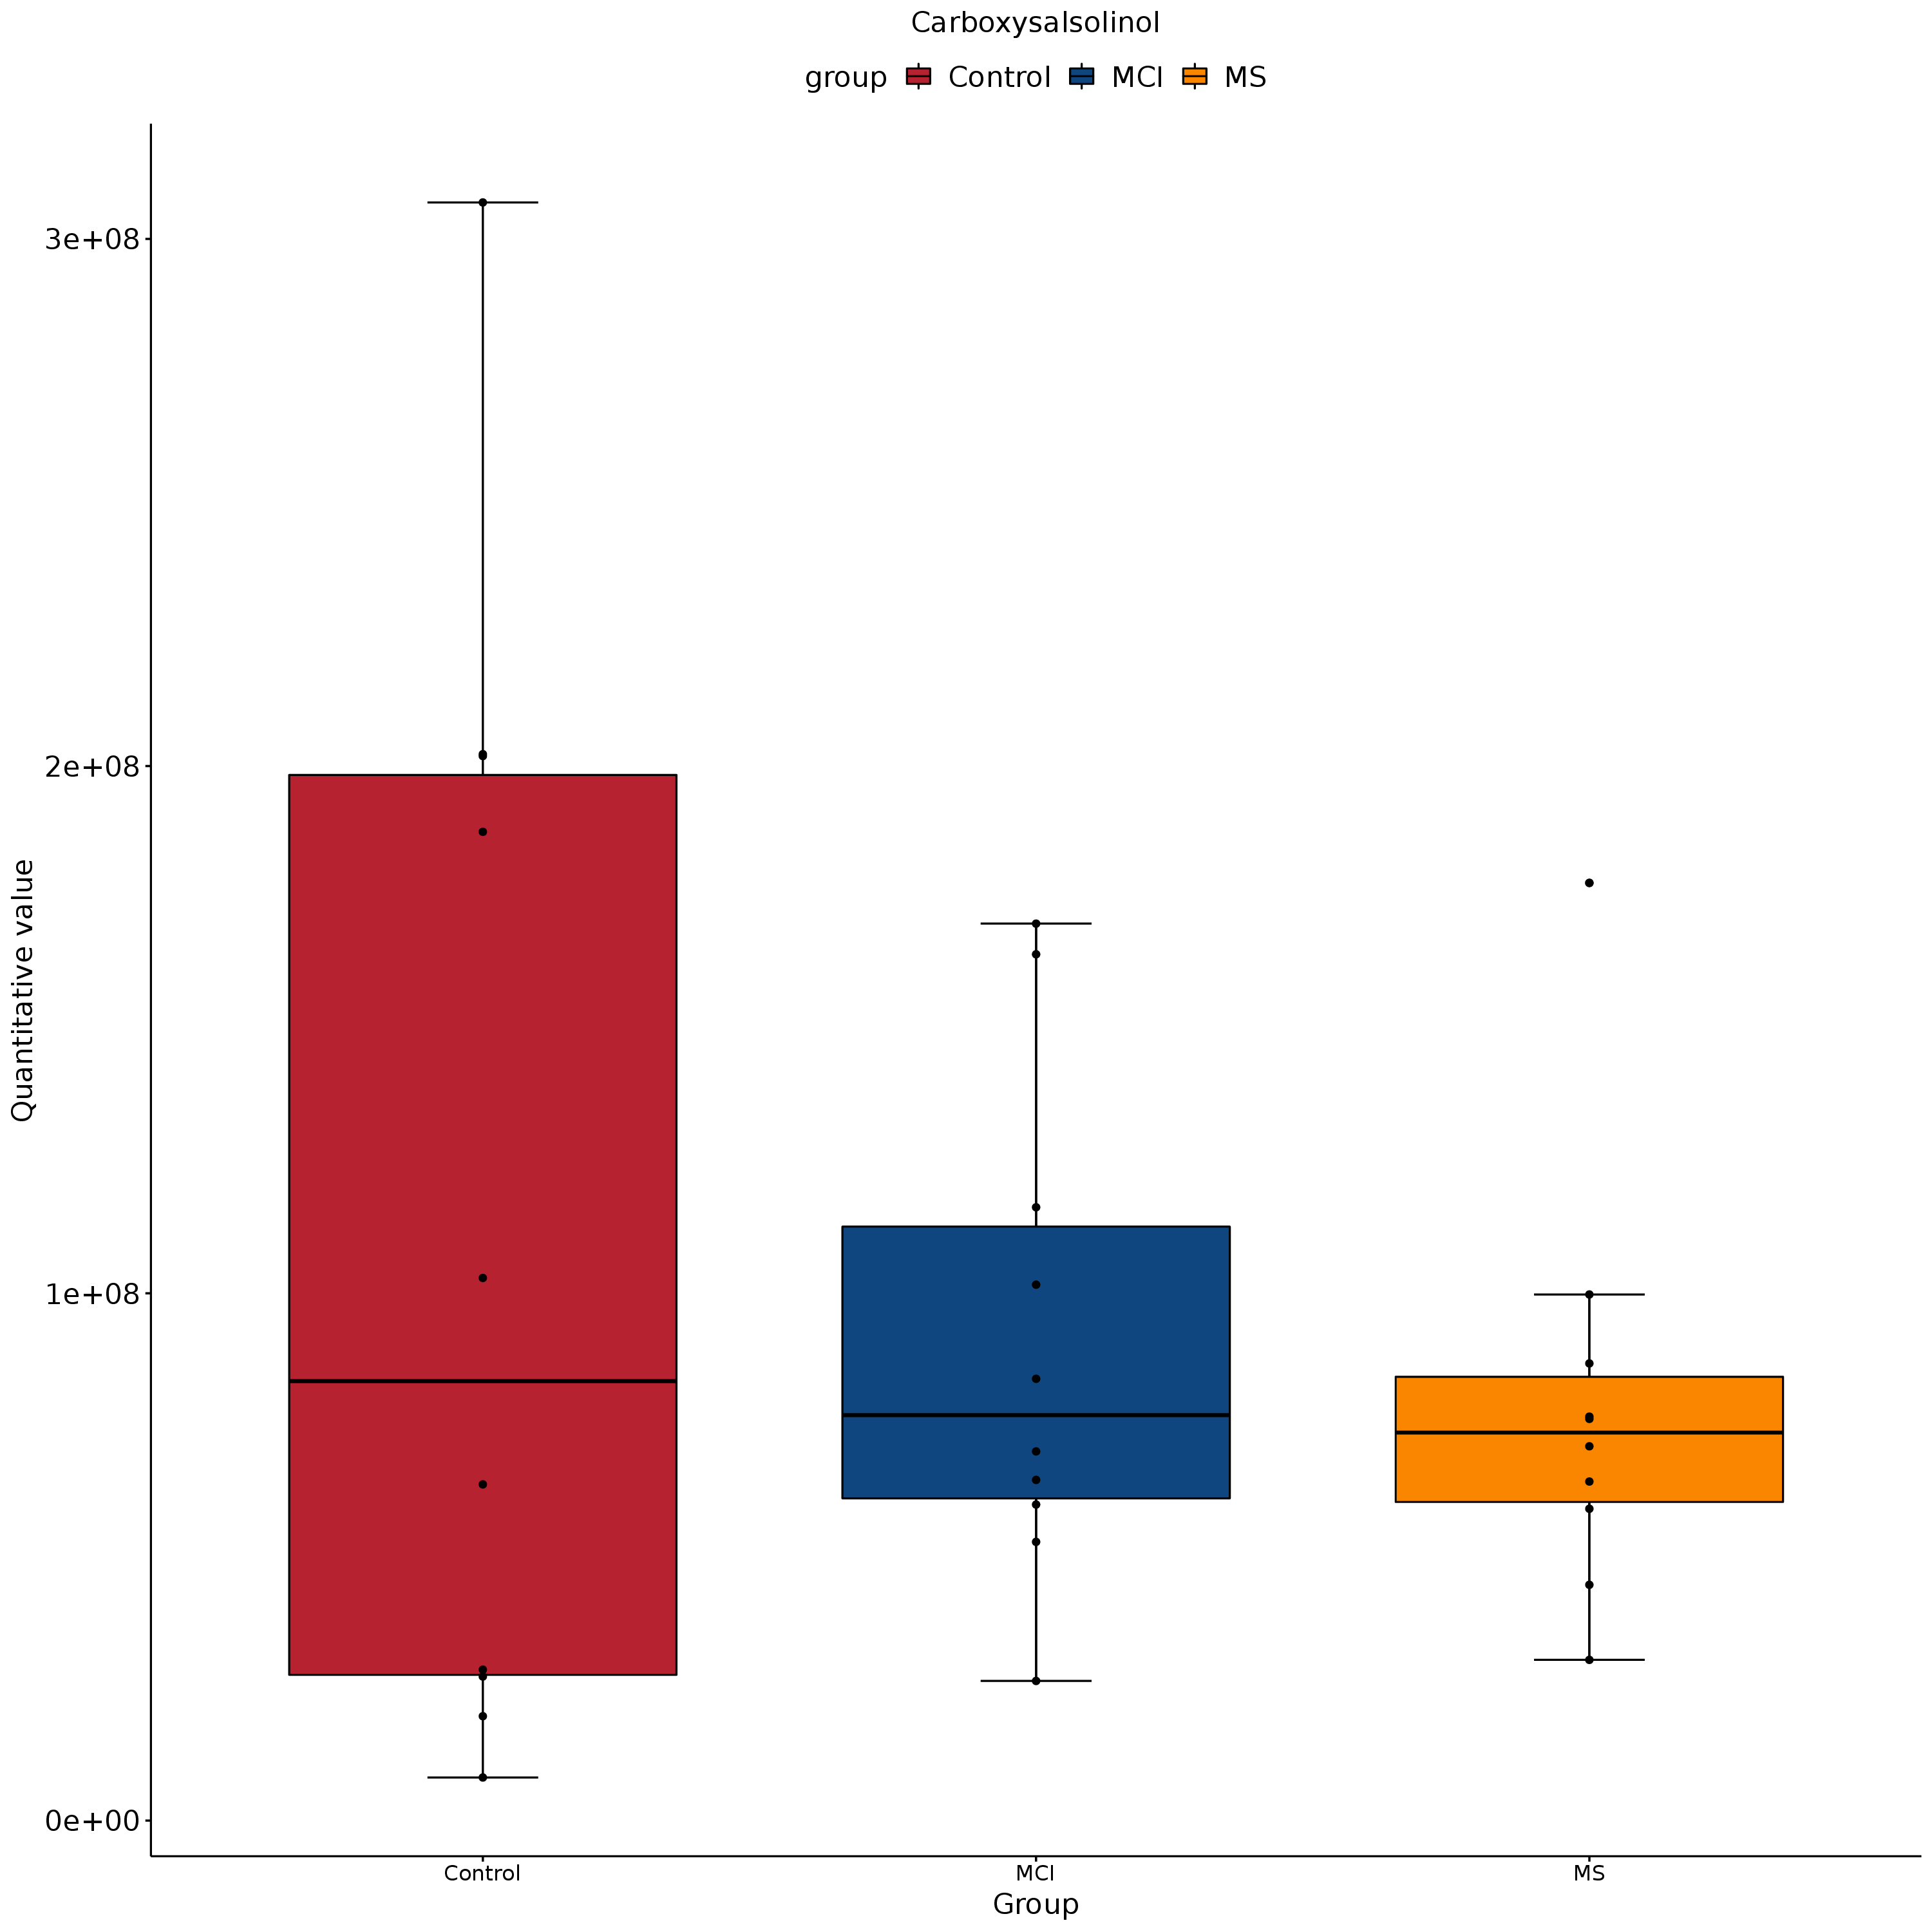 Carboxysalsolinol
group Control MCI MS
Quantitative value
3e+08
2e+08
1e+08
0e+00
Control MCI MS
Group